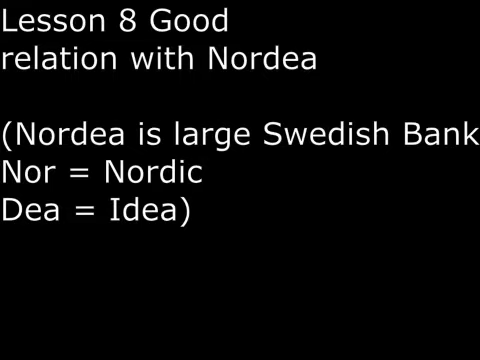 Lesson 8 Good
relation with Nordea
(Nordea is large Swedish Bank
Nor = Nordic
Dea = Idea)